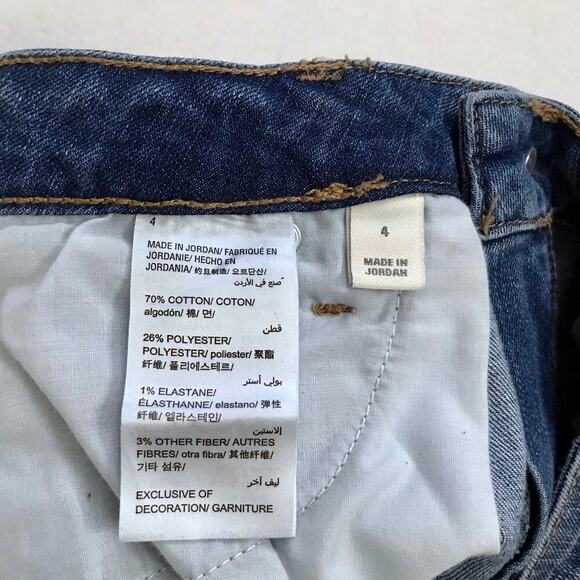 4
MADE IN JORDAN/ FABRIQUÉ EN
JORDANIE/ HECHO EN
JORDANIA/ 约旦制造/ 요르단산/
صنع في الأردن
70% COTTON/ COTON/
algodón/ 棉/ 면/
قطن
26% POLYESTER/
POLYESTER/ poliester/ 聚酯
纤维/ 폴리에스테르/
بولي أستر
1% ELASTANE/
ÉLASTHANNE/ elastano/ 弹性
纤维/ 엘라스테인/
إلاستين
3% OTHER FIBER/ AUTRES
FIBRES/ otra fibra/ 其他纤维/
기타 섬유/
ليف آخر
EXCLUSIVE OF
DECORATION/ GARNITURE
4
MADE IN
JORDAN